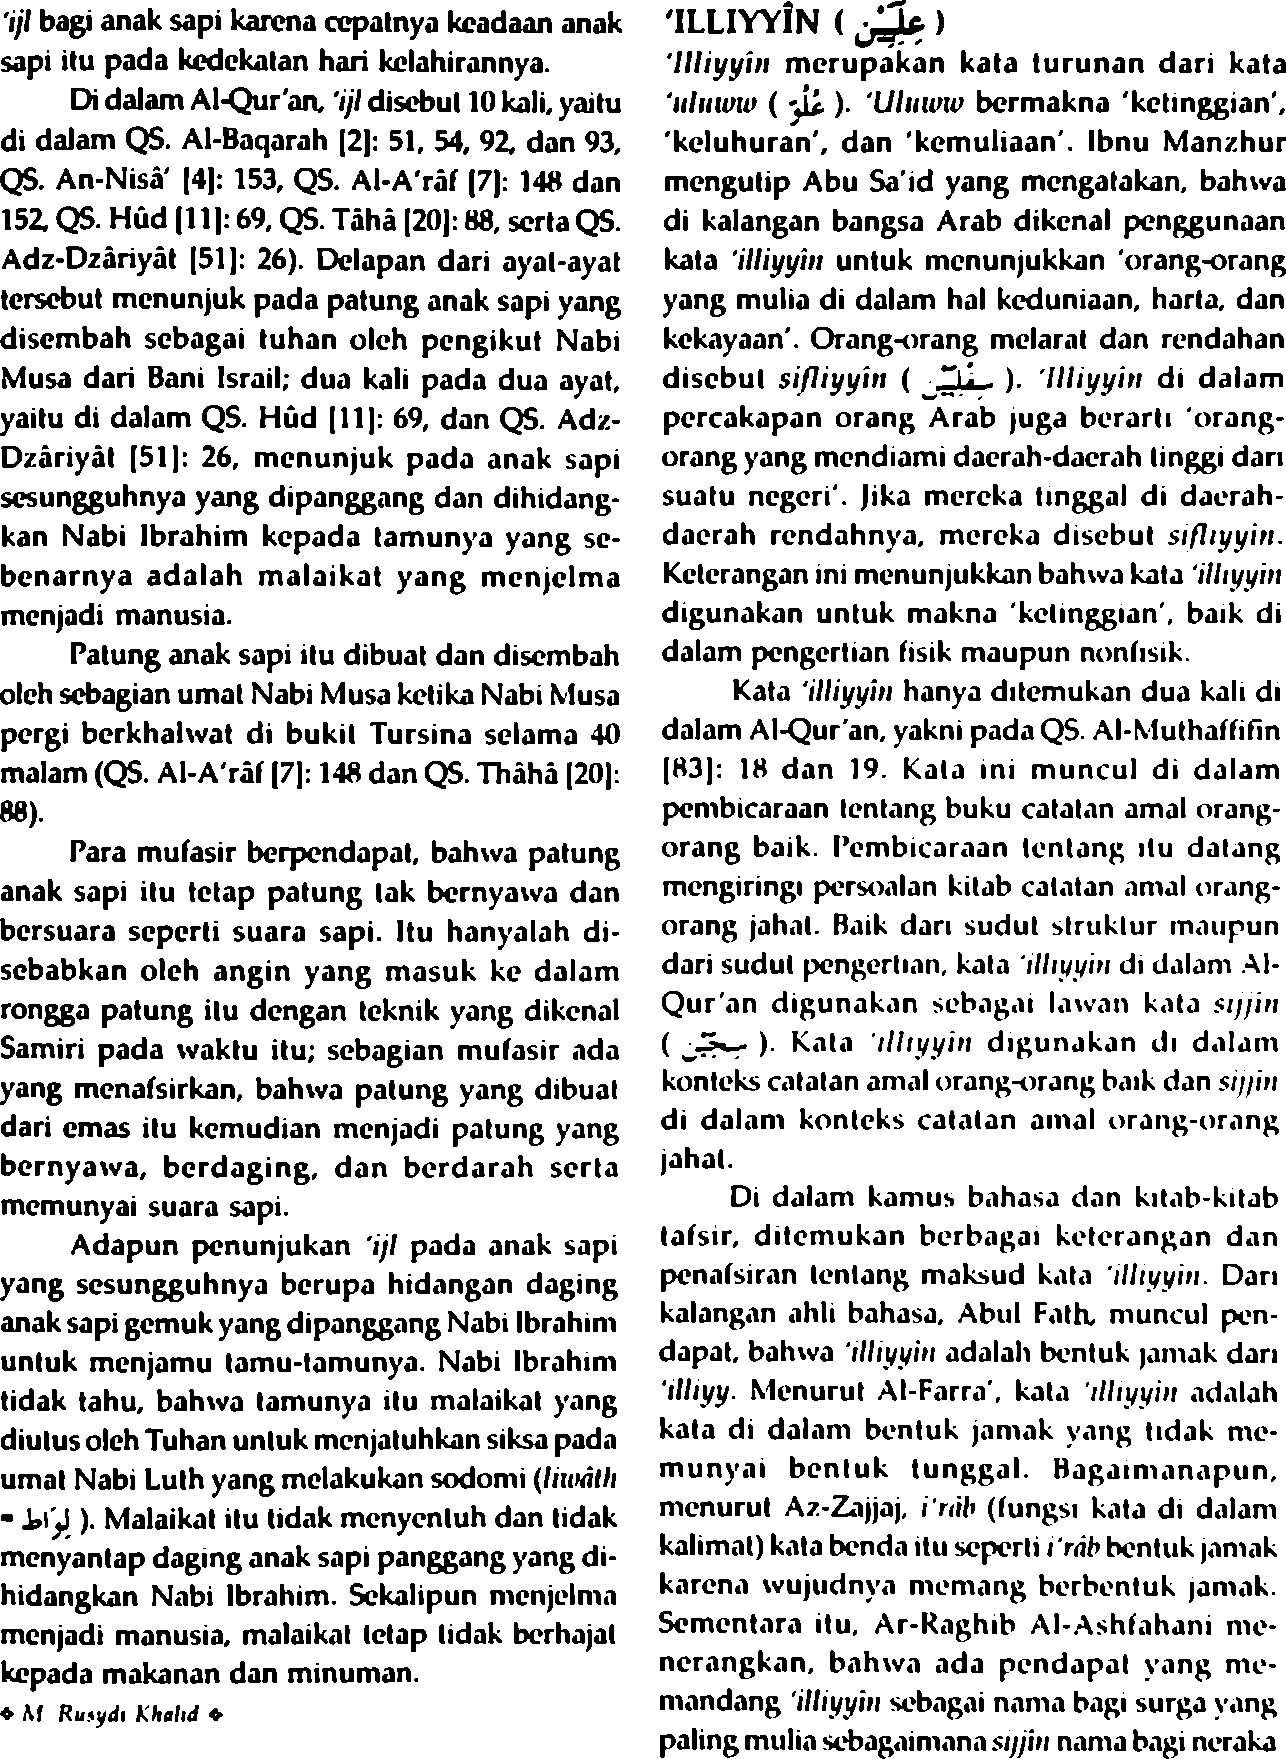 'ijl bagi anak sapi karena cepatnya keadaan anak
sapi itu pada kedekatan hari kelahirannya.
Di dalam Al-Qur'an, 'ijl disebut 10 kali, yaitu
di dalam QS. Al-Baqarah [2]: 51, 54, 92, dan 93,
QS. An-Nisâ' [4]: 153, QS. Al-A'râf [7]: 148 dan
152, QS. Hûd [11]: 69, QS. Tâhâ [20]: 88, serta QS.
Adz-Dzâriyât [51]: 26). Delapan dari ayat-ayat
tersebut menunjuk pada patung anak sapi yang
disembah sebagai tuhan oleh pengikut Nabi
Musa dari Bani Israil; dua kali pada dua ayat,
yaitu di dalam QS. Hûd [11]: 69, dan QS. Adz-
Dzâriyât [51]: 26, menunjuk pada anak sapi
sesungguhnya yang dipanggang dan dihidang-
kan Nabi Ibrahim kepada tamunya yang se-
benarnya adalah malaikat yang menjelma
menjadi manusia.
Patung anak sapi itu dibuat dan disembah
oleh sebagian umat Nabi Musa ketika Nabi Musa
pergi berkhalwat di bukit Tursina selama 40
malam (QS. Al-A'râf [7]: 148 dan QS. Thâhâ [20]:
88).
Para mufasir berpendapat, bahwa patung
anak sapi itu tetap patung tak bernyawa dan
bersuara seperti suara sapi. Itu hanyalah di-
sebabkan oleh angin yang masuk ke dalam
rongga patung itu dengan teknik yang dikenal
Samiri pada waktu itu; sebagian mufasir ada
yang menafsirkan, bahwa patung yang dibuat
dari emas itu kemudian menjadi patung yang
bernyawa, berdaging, dan berdarah serta
memunyai suara sapi.
Adapun penunjukan 'ijl pada anak sapi
yang sesungguhnya berupa hidangan daging
anak sapi gemuk yang dipanggang Nabi Ibrahim
untuk menjamu tamu-tamunya. Nabi Ibrahim
tidak tahu, bahwa tamunya itu malaikat yang
diutus oleh Tuhan untuk menjatuhkan siksa pada
umat Nabi Luth yang melakukan sodomi (liwâth
= لِوَاط ). Malaikat itu tidak menyentuh dan tidak
menyantap daging anak sapi panggang yang di-
hidangkan Nabi Ibrahim. Sekalipun menjelma
menjadi manusia, malaikat tetap tidak berhajat
kepada makanan dan minuman.
✦ M Rusydi Khalid ✦
'ILLIYYÎN ( عِلِّيِّيْن )
'Illiyyîn merupakan kata turunan dari kata
'uluww ( عُلُوّ ). 'Uluww bermakna 'ketinggian',
'keluhuran', dan 'kemuliaan'. Ibnu Manzhur
mengutip Abu Sa'id yang mengatakan, bahwa
di kalangan bangsa Arab dikenal penggunaan
kata 'illiyyîn untuk menunjukkan 'orang-orang
yang mulia di dalam hal keduniaan, harta, dan
kekayaan'. Orang-orang melarat dan rendahan
disebut sifliyyîn ( سِفْلِيِّيْن ). 'Illiyyîn di dalam
percakapan orang Arab juga berarti 'orang-
orang yang mendiami daerah-daerah tinggi dari
suatu negeri'. Jika mereka tinggal di daerah-
daerah rendahnya, mereka disebut sifliyyin.
Keterangan ini menunjukkan bahwa kata 'illiyyin
digunakan untuk makna 'ketinggian', baik di
dalam pengertian fisik maupun nonfisik.
Kata 'illiyyîn hanya ditemukan dua kali di
dalam Al-Qur'an, yakni pada QS. Al-Muthaffifin
[83]: 18 dan 19. Kata ini muncul di dalam
pembicaraan tentang buku catatan amal orang-
orang baik. Pembicaraan tentang itu datang
mengiringi persoalan kitab catatan amal orang-
orang jahat. Baik dari sudut struktur maupun
dari sudut pengertian, kata 'illiyyin di dalam Al-
Qur'an digunakan sebagai lawan kata sijjin
( سِجِّيْن ). Kata 'illiyyin digunakan di dalam
konteks catatan amal orang-orang baik dan sijjin
di dalam konteks catatan amal orang-orang
jahat.
Di dalam kamus bahasa dan kitab-kitab
tafsir, ditemukan berbagai keterangan dan
penafsiran tentang maksud kata 'illiyyin. Dari
kalangan ahli bahasa, Abul Fath, muncul pen-
dapat, bahwa 'illiyyin adalah bentuk jamak dari
'illiyy. Menurut Al-Farra', kata 'illiyyin adalah
kata di dalam bentuk jamak yang tidak me-
munyai bentuk tunggal. Bagaimanapun,
menurut Az-Zajjaj, i'râb ((fungsi kata di dalam
kalimat) kata benda itu seperti i'râb bentuk jamak
karena wujudnya memang berbentuk jamak.
Sementara itu, Ar-Raghib Al-Ashfahani me-
nerangkan, bahwa ada pendapat yang me-
mandang 'illiyyîn sebagai nama bagi surga yang
paling mulia sebagaimana sijjîn nama bagi neraka